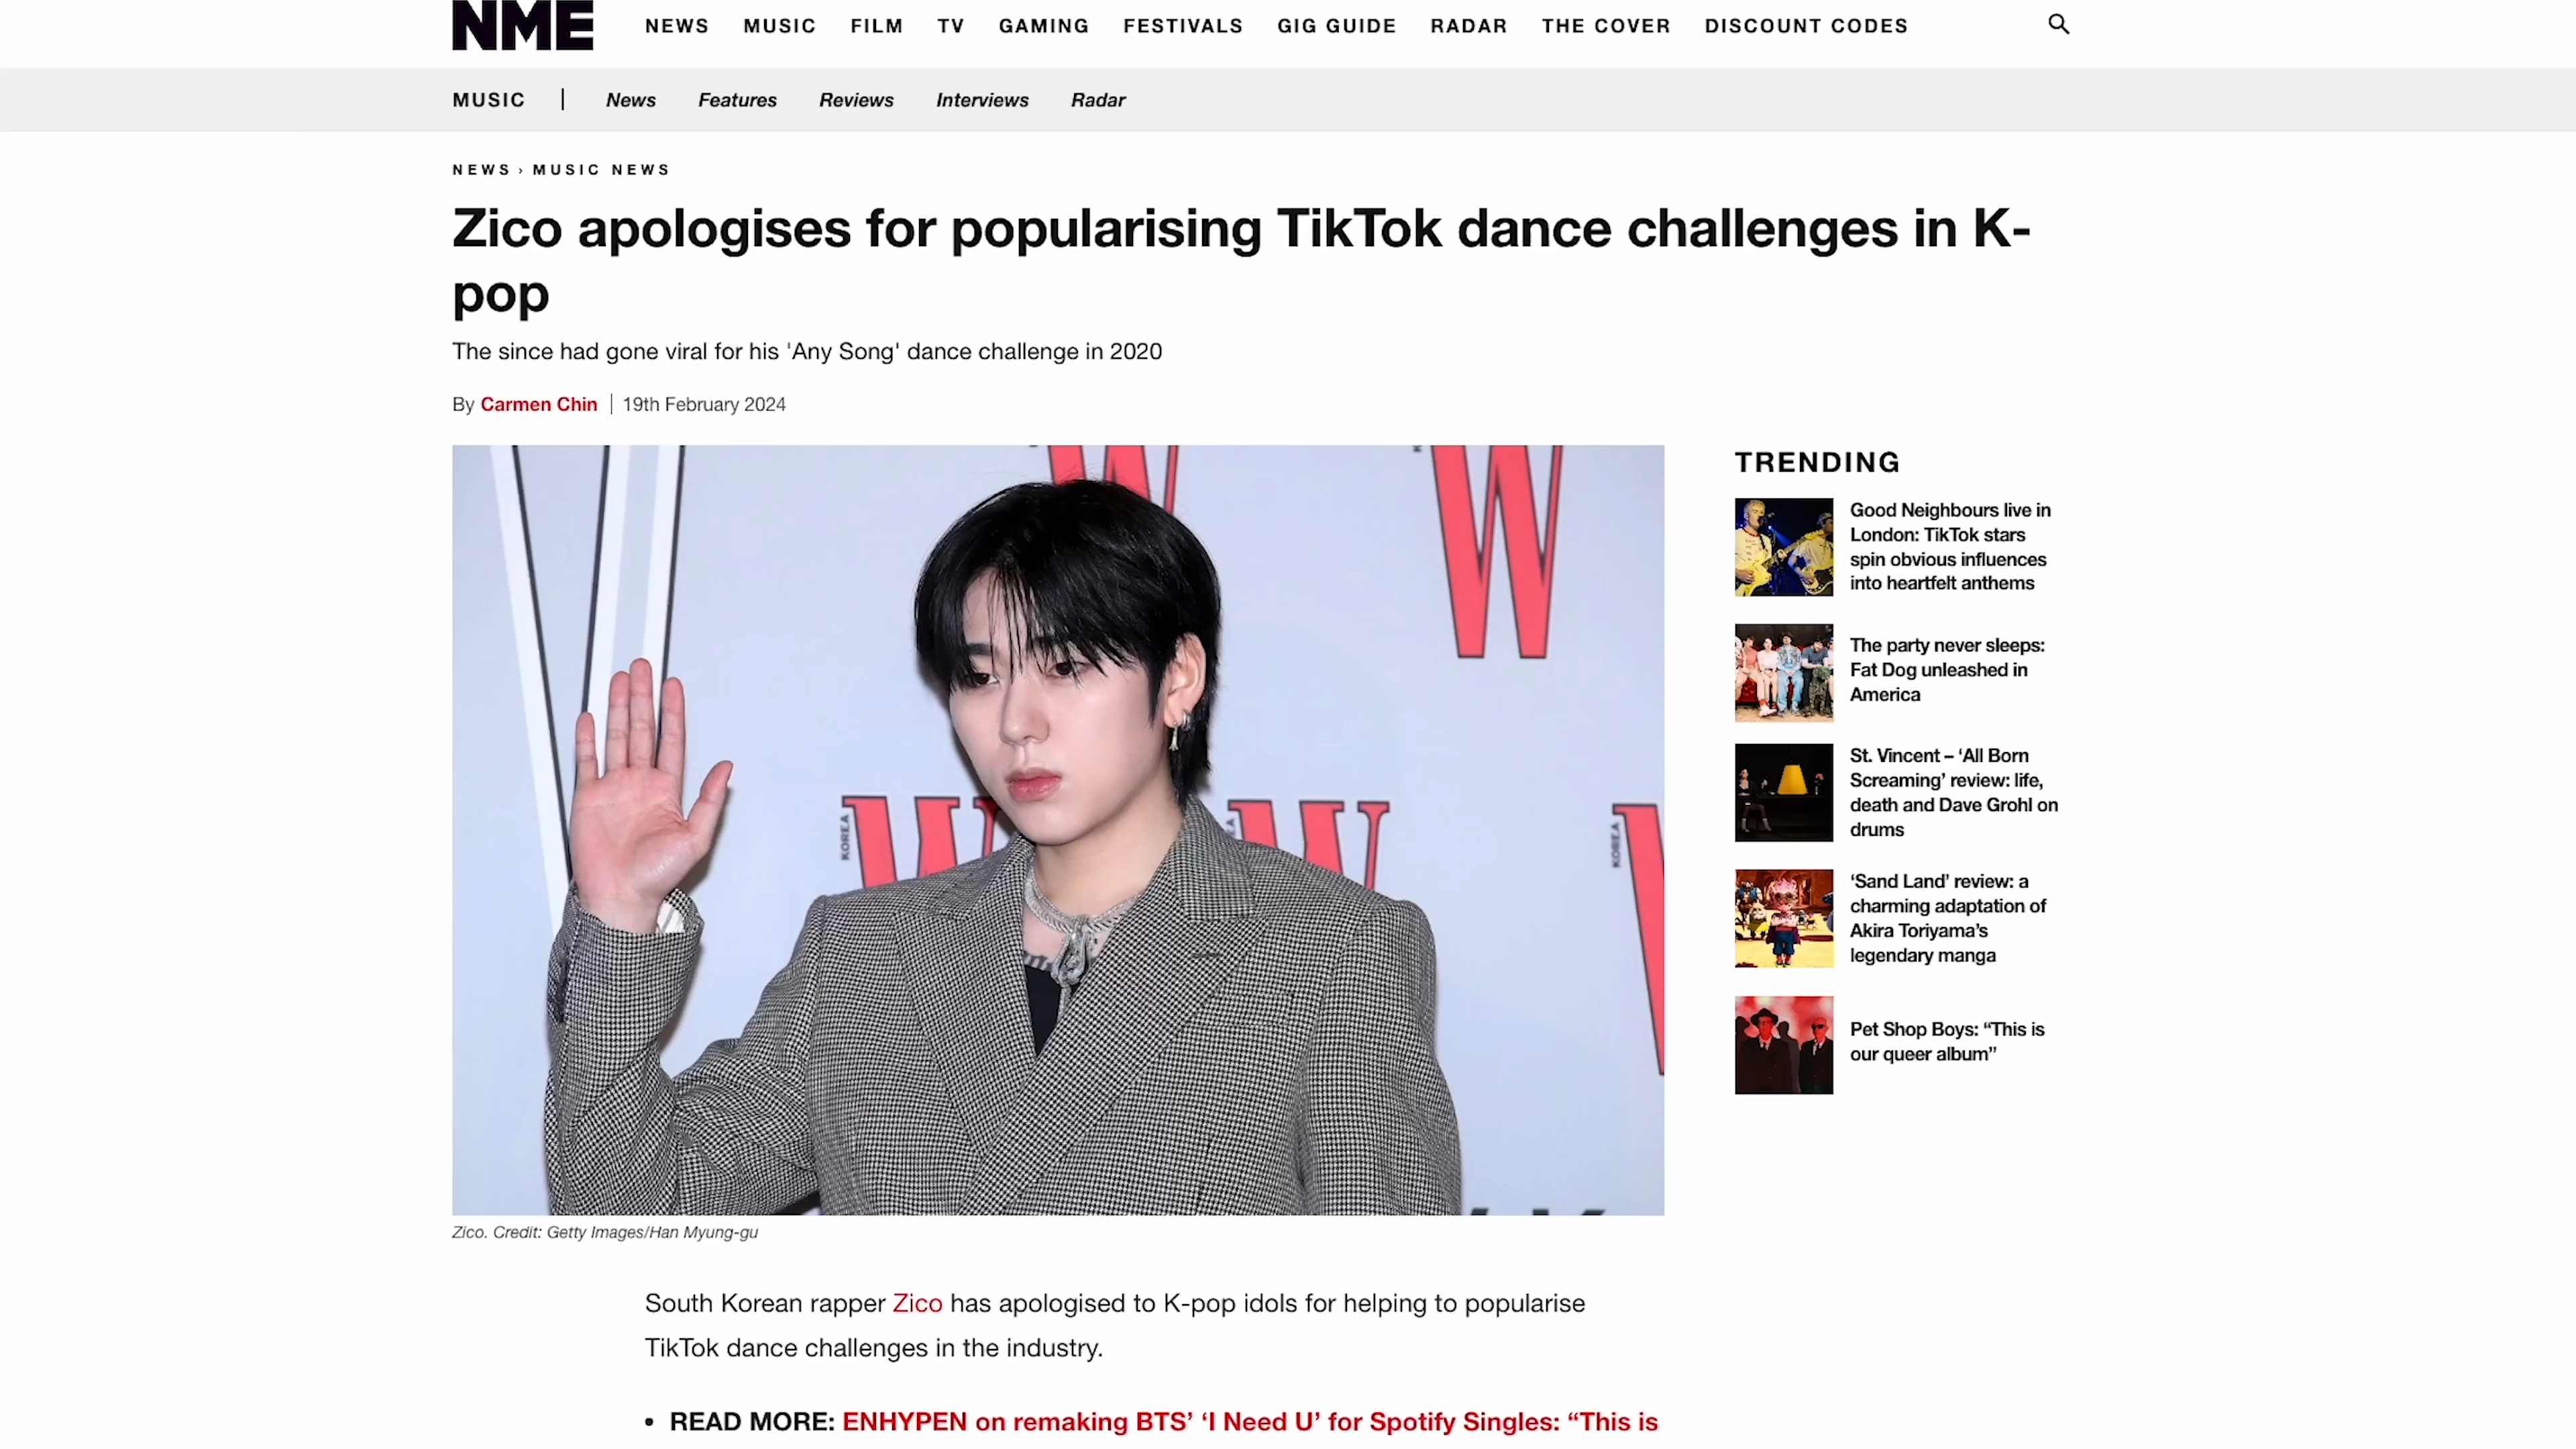 NME
NEWS MUSIC FILM TV GAMING FESTIVALS GIG GUIDE RADAR THE COVER DISCOUNT CODES
MUSIC | News Features Reviews Interviews Radar
NEWS › MUSIC NEWS
Zico apologises for popularising TikTok dance challenges in K-
pop
The since had gone viral for his 'Any Song' dance challenge in 2020
By Carmen Chin | 19th February 2024
W W
KOREA W W KOREA W
Zico. Credit: Getty Images/Han Myung-gu
South Korean rapper Zico has apologised to K-pop idols for helping to popularise
TikTok dance challenges in the industry.
• READ MORE: ENHYPEN on remaking BTS’ ‘I Need U’ for Spotify Singles: “This is
TRENDING
Good Neighbours live in
London: TikTok stars
spin obvious influences
into heartfelt anthems
The party never sleeps:
Fat Dog unleashed in
America
St. Vincent – ‘All Born
Screaming’ review: life,
death and Dave Grohl on
drums
‘Sand Land’ review: a
charming adaptation of
Akira Toriyama’s
legendary manga
Pet Shop Boys: “This is
our queer album”